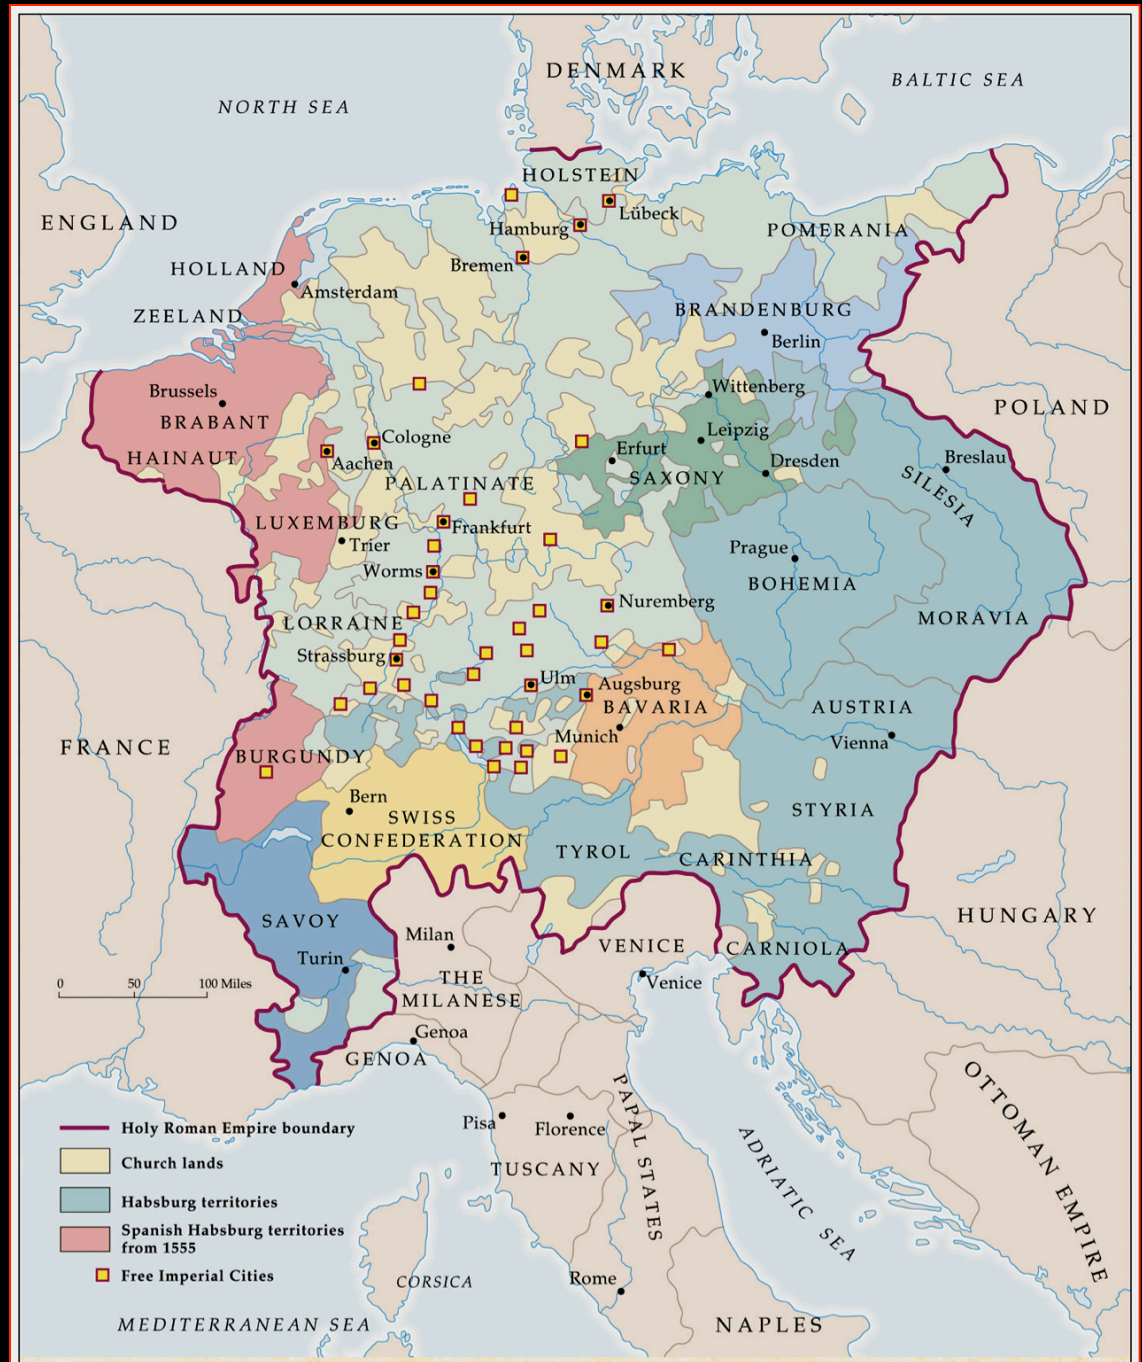 DENMARK
BALTIC SEA
NORTH SEA
HOLSTEIN
Lübeck
ENGLAND
Hamburg
POMERANIA
Bremen
HOLLAND
Amsterdam
ZEELAND
BRANDENBURG
Berlin
Brussels
Wittenberg
BRABANT
POLAND
Cologne
Leipzig
HAINAUT
Aachen
Erfurt
Dresden
Breslau
PALATINATE
SAXONY
SILESIA
LUXEMBURG
Frankfurt
Trier
Prague
Worms
BOHEMIA
Nuremberg
LORRAINE
MORAVIA
Strassburg
Ulm
Augsburg
BAVARIA
AUSTRIA
Munich
Vienna
FRANCE
BURGUNDY
Bern
SWISS
CONFEDERATION
STYRIA
TYROL
CARINTHIA
SAVOY
HUNGARY
Milan
VENICE
CARNIOLA
Turin
THE
MILANESE
Venice
0 50 100 Miles
Genoa
GENOA
OTTOMAN EMPIRE
PAPAL STATES
Pisa
Florence
ADRIATIC SEA
TUSCANY
Holy Roman Empire boundary
Church lands
Habsburg territories
Spanish Habsburg territories
from 1555
Free Imperial Cities
CORSICA
Rome
MEDITERRANEAN SEA
NAPLES